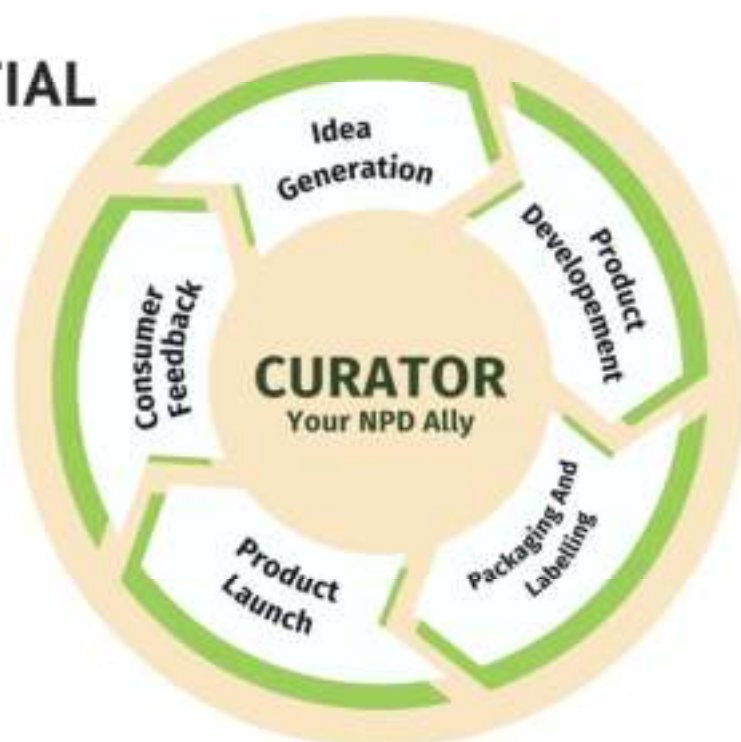 TIAL
Idea
Generation
Product
Developement
Packaging And
Labelling
Product
Launch
Consumer
Feedback
CURATOR
Your NPD Ally